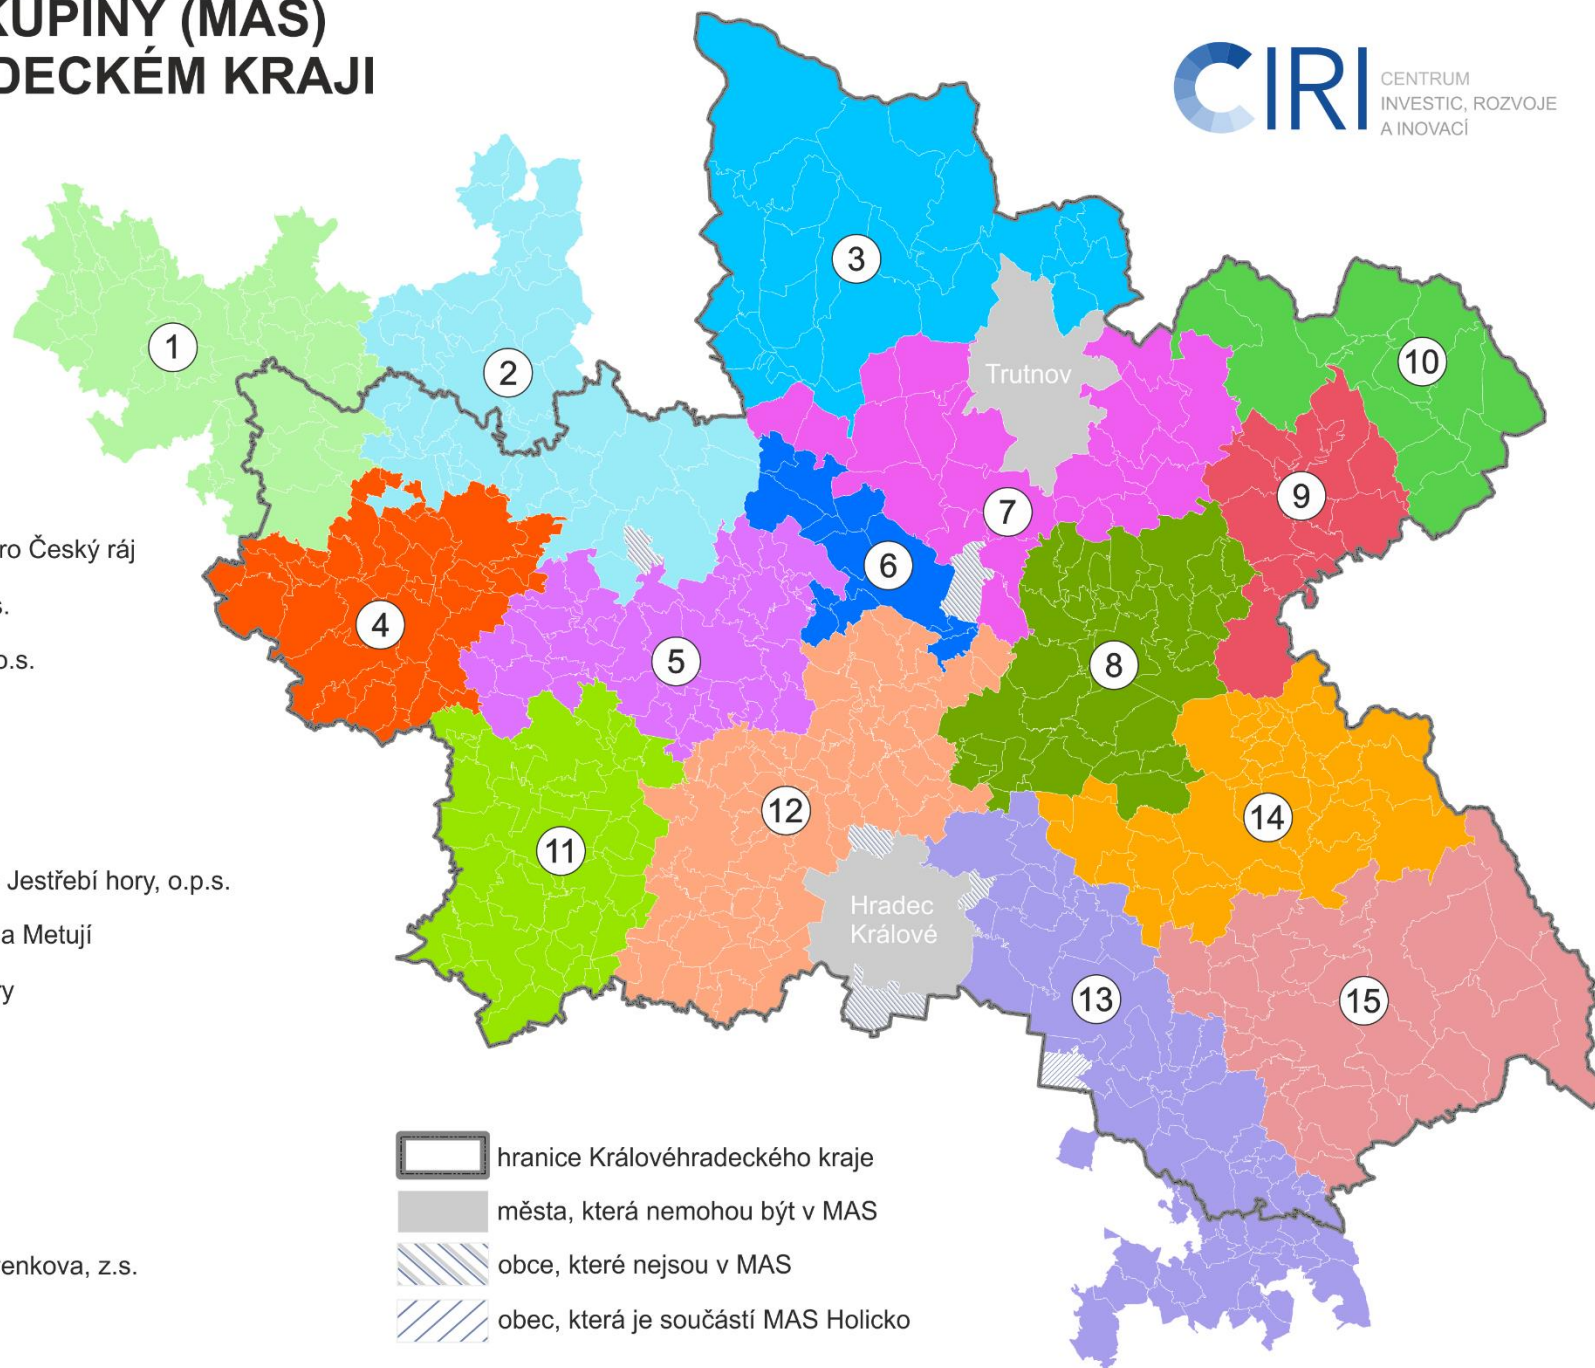 KUPINY (MAS)
DECKÉM KRAJI
CIRI
CENTRUM
INVESTIC, ROZVOJE
A INOVACÍ
3
1
2
10
Trutnov
9
7
ro Český ráj
6
s.
4
o.s.
5
8
12
14
11
Jestřebí hory, o.p.s.
Hradec
Králové
a Metují
ry
13
15
hranice Královéhradeckého kraje
města, která nemohou být v MAS
obce, které nejsou v MAS
enkova, z.s.
obec, která je součástí MAS Holicko